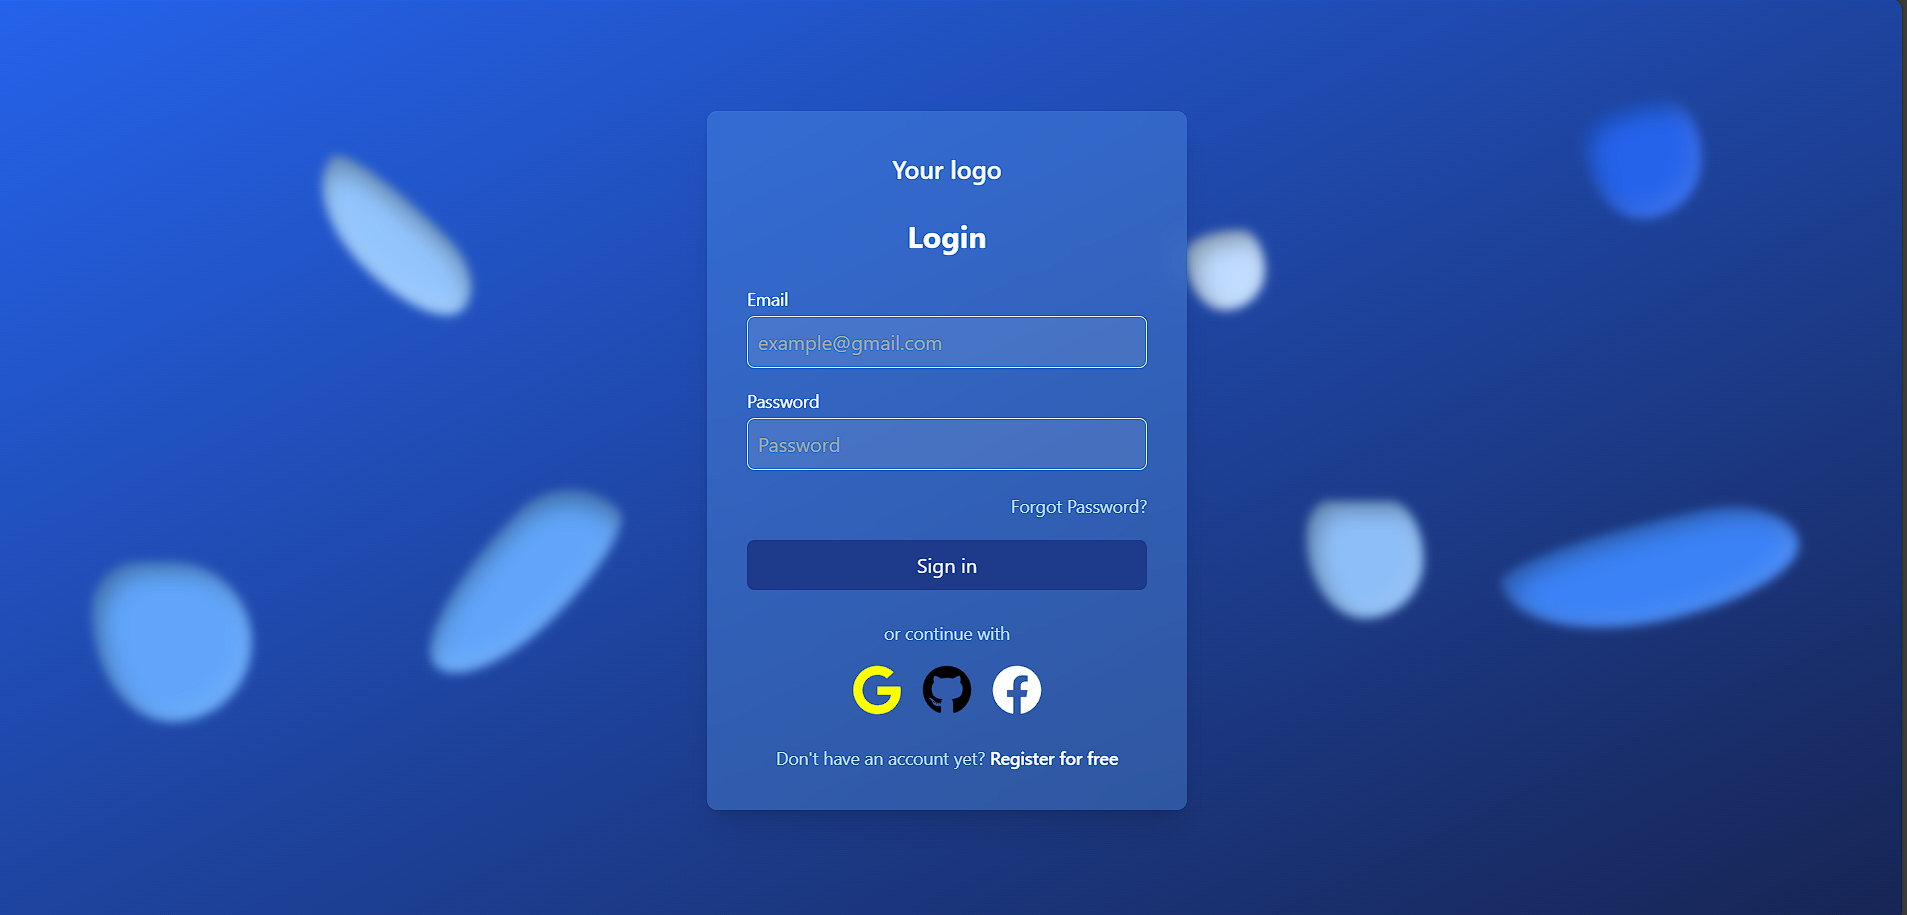 Your logo
Login
Email
example@gmail.com
Password
Password
Forgot Password?
Sign in
or continue with
Don't have an account yet? Register for free